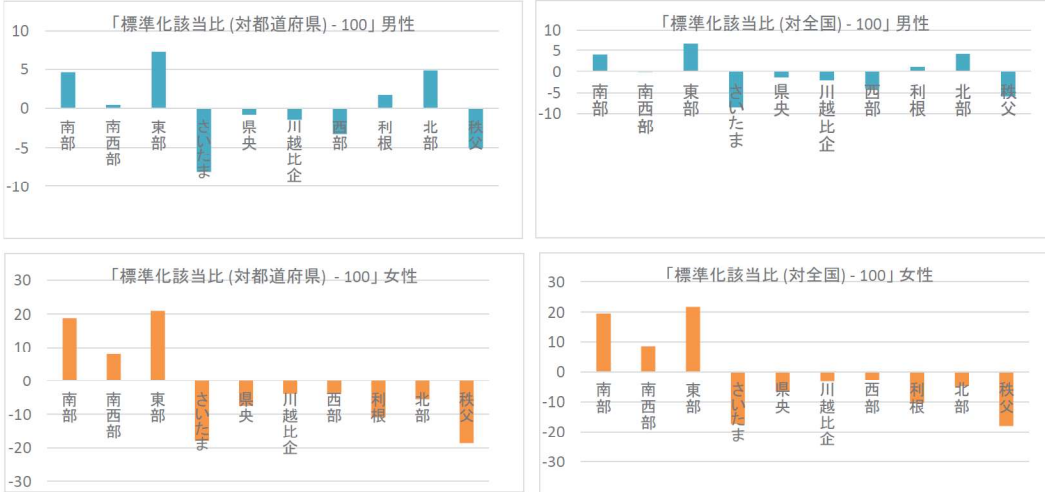 「標準化該当比 (対都道府県) - 100」 男性
10
5
0
-5
-10
南部
南西部
東部
さいたま
県央
川越比企
西部
利根
北部
秩父
「標準化該当比 (対全国) - 100」 男性
10
5
0
-5
-10
南部
南西部
東部
さいたま
県央
川越比企
西部
利根
北部
秩父
「標準化該当比 (対都道府県) - 100」 女性
30
20
10
0
-10
-20
-30
南部
南西部
東部
さいたま
県央
川越比企
西部
利根
北部
秩父
「標準化該当比 (対全国) - 100」 女性
30
20
10
0
-10
-20
-30
南部
南西部
東部
さいたま
県央
川越比企
西部
利根
北部
秩父